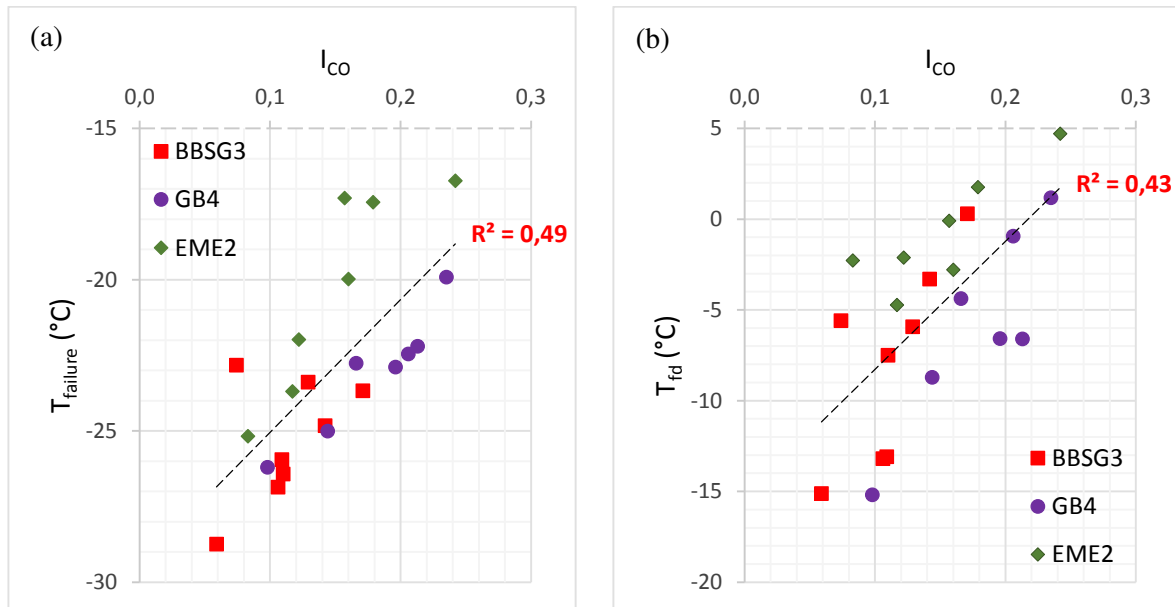 (a)
I_CO
0,0 0,1 0,2 0,3
-15
-20
-25
-30
T_failure (°C)
BBSG3
GB4
EME2
R² = 0,49
(b)
I_CO
0,0 0,1 0,2 0,3
5
0
-5
-10
-15
-20
T_fd (°C)
R² = 0,43
BBSG3
GB4
EME2